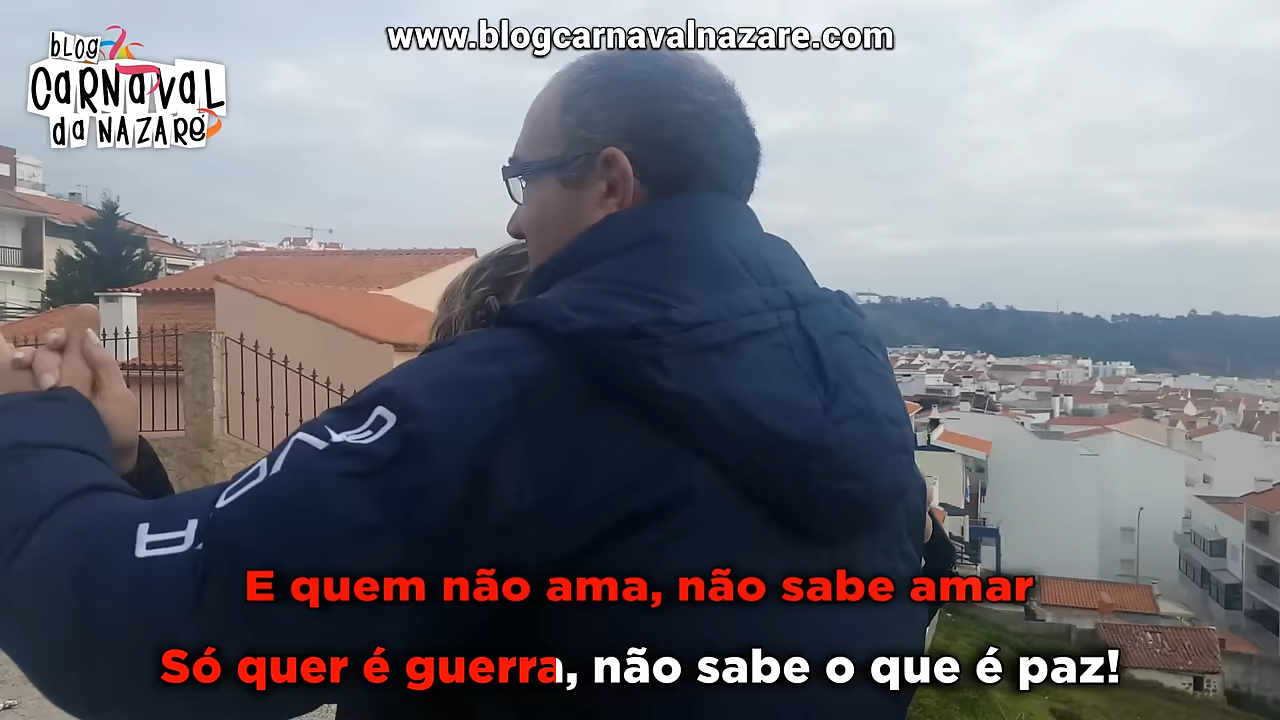 www.blogcarnavalnazare.com
BLOG
CARNAVAL
da NAZARÉ
E quem não ama, não sabe amar
Só quer é guerra, não sabe o que é paz!